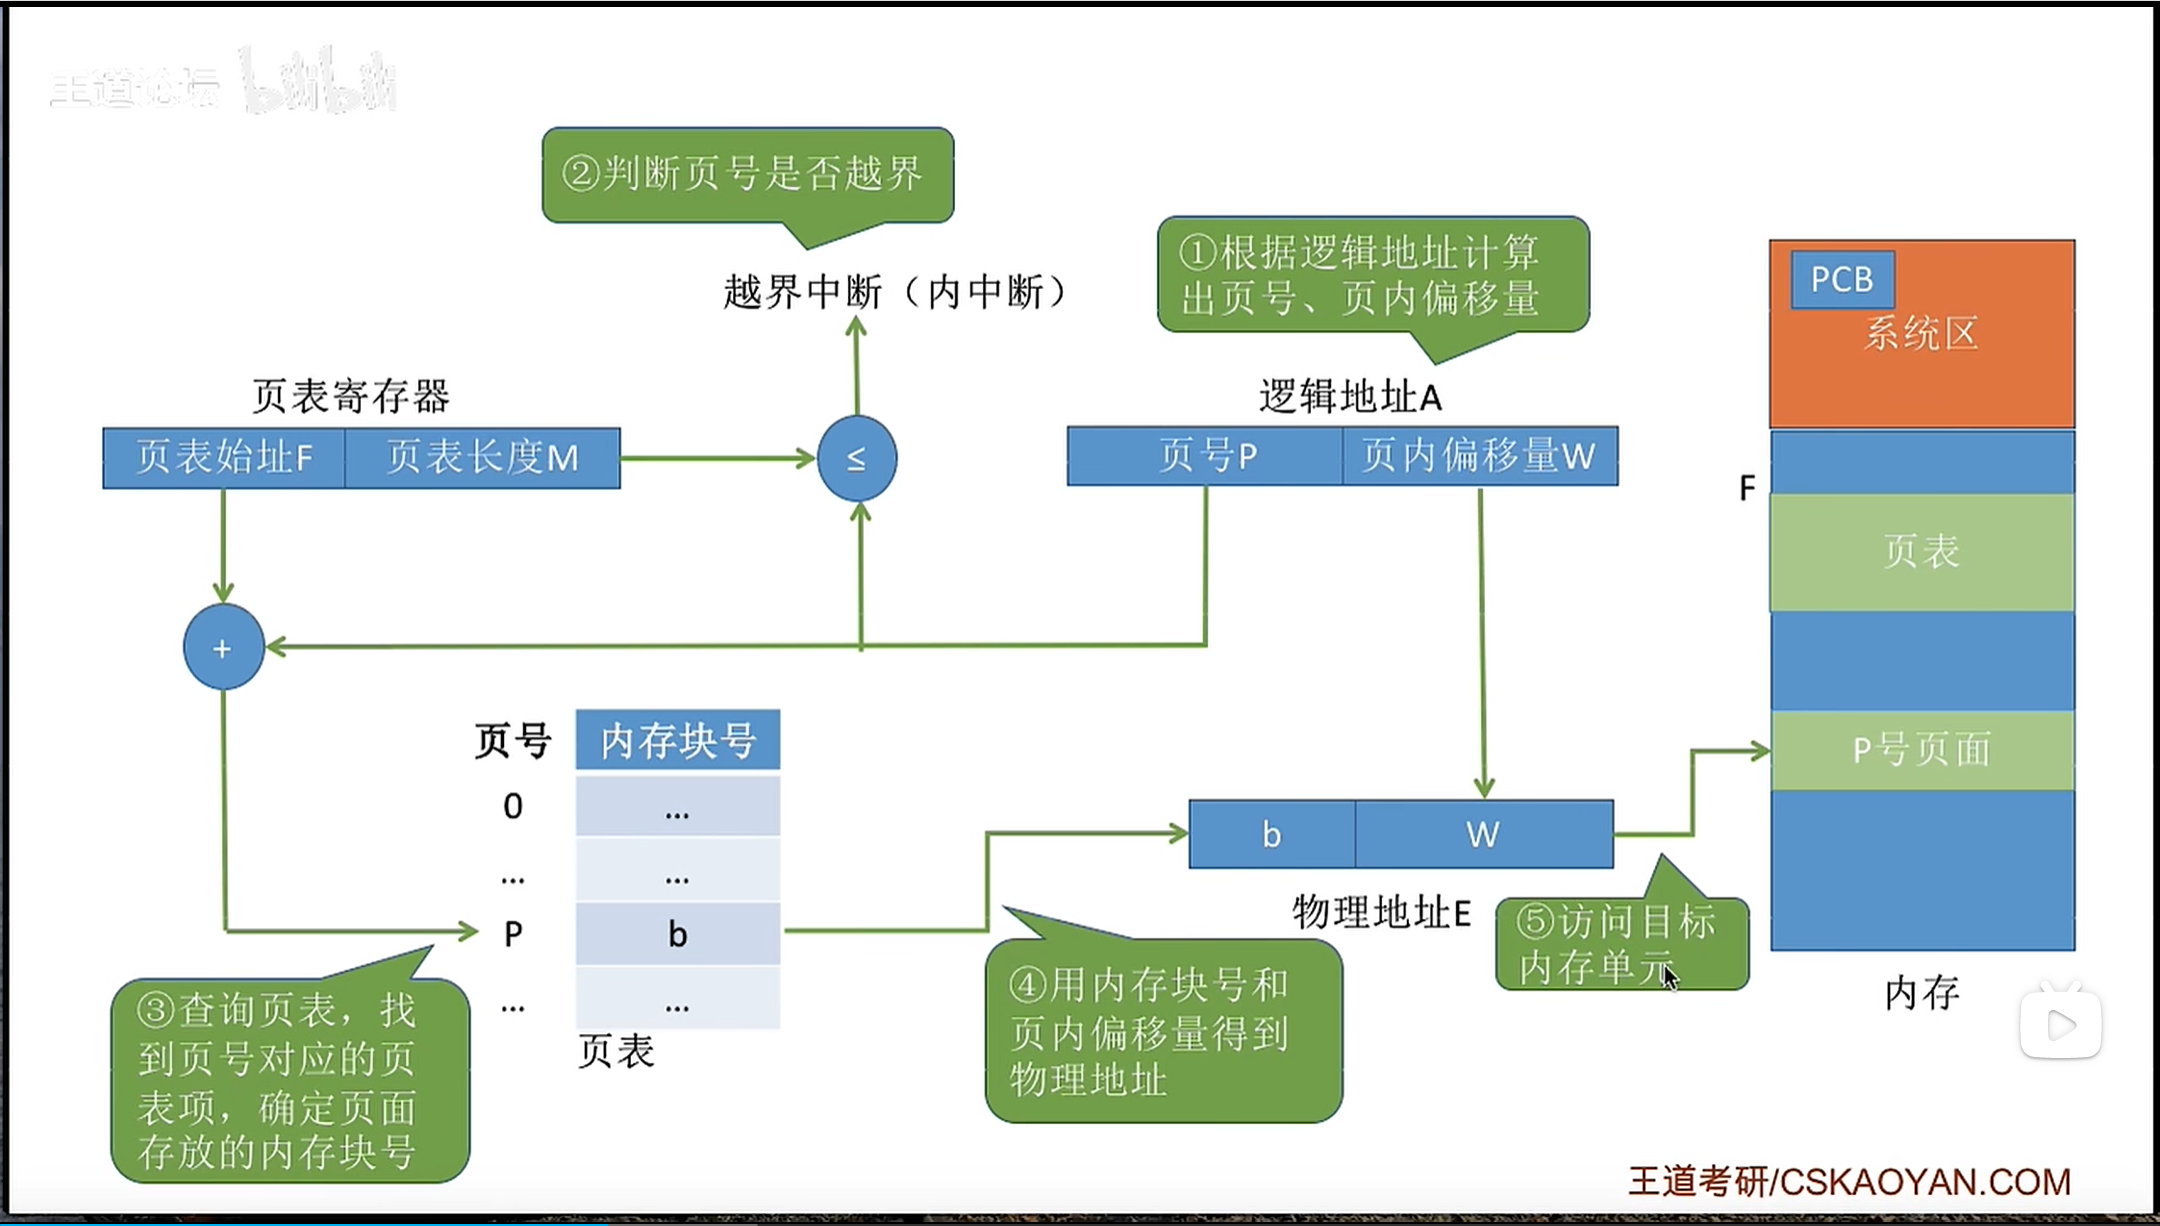 王道论坛 bilibili
②判断页号是否越界
①根据逻辑地址计算
出页号、页内偏移量
越界中断（内中断）
PCB
系统区
页表寄存器
逻辑地址A
页表始址F 页表长度M
≤
页号P 页内偏移量W
F
页表
+
页号 内存块号
0 ...
... ...
P b
... ...
页表
b W
物理地址E
P号页面
③查询页表，找
到页号对应的页
表项，确定页面
存放的内存块号
④用内存块号和
页内偏移量得到
物理地址
⑤访问目标
内存单元
内存
王道考研/CSKAOYAN.COM